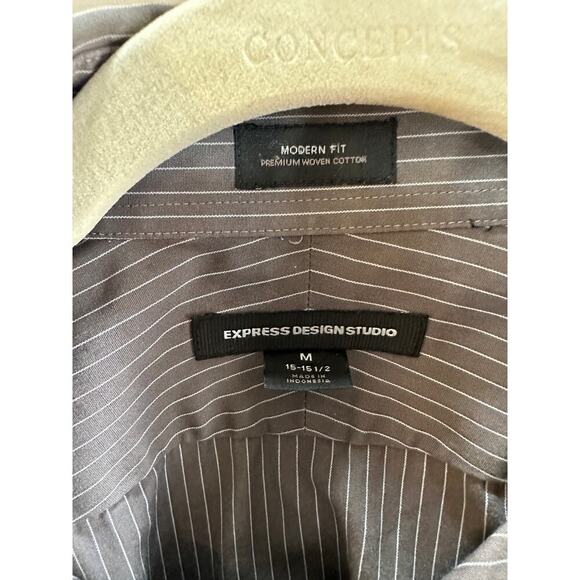 CONCEPTS
MODERN FIT
PREMIUM WOVEN COTTON
EXPRESS DESIGN STUDIO
M
15-15 1/2
MADE IN
INDONESIA